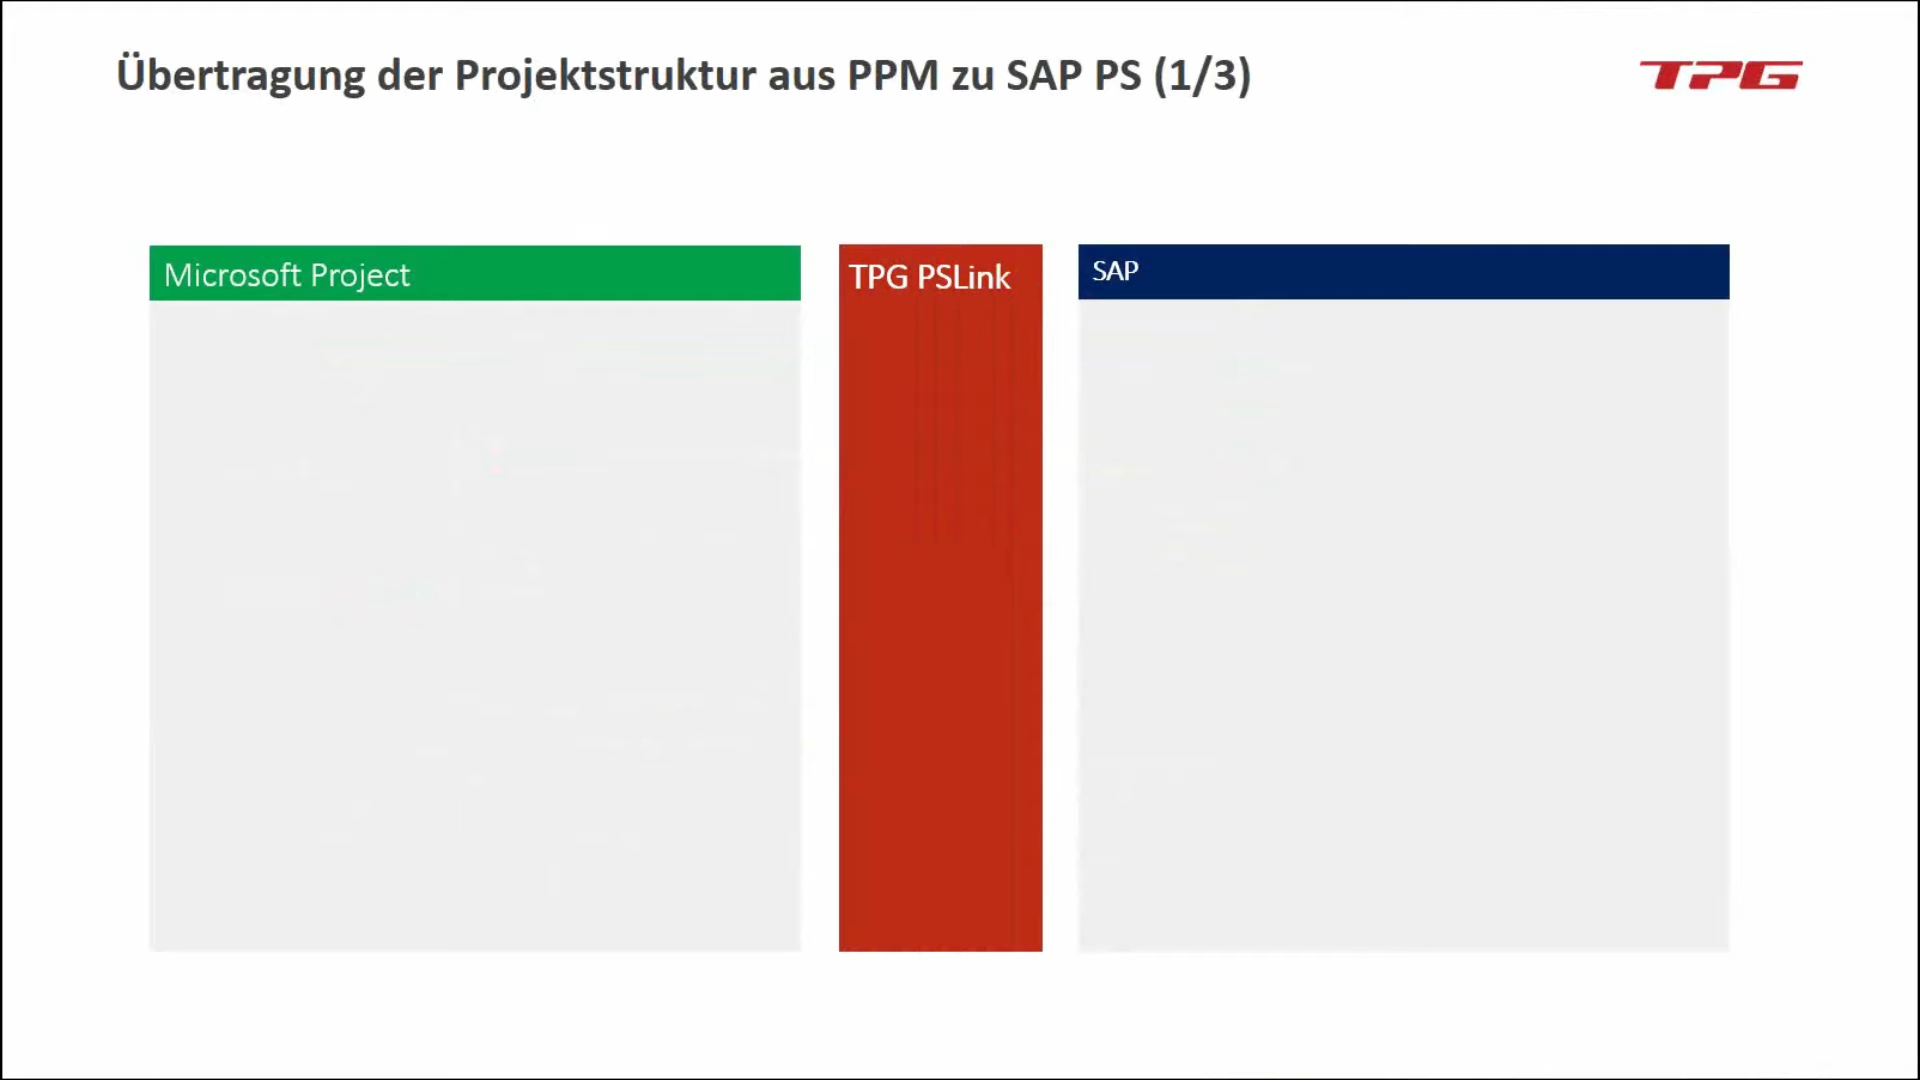 Übertragung der Projektstruktur aus PPM zu SAP PS (1/3)
TPG
Microsoft Project
TPG PSLink
SAP